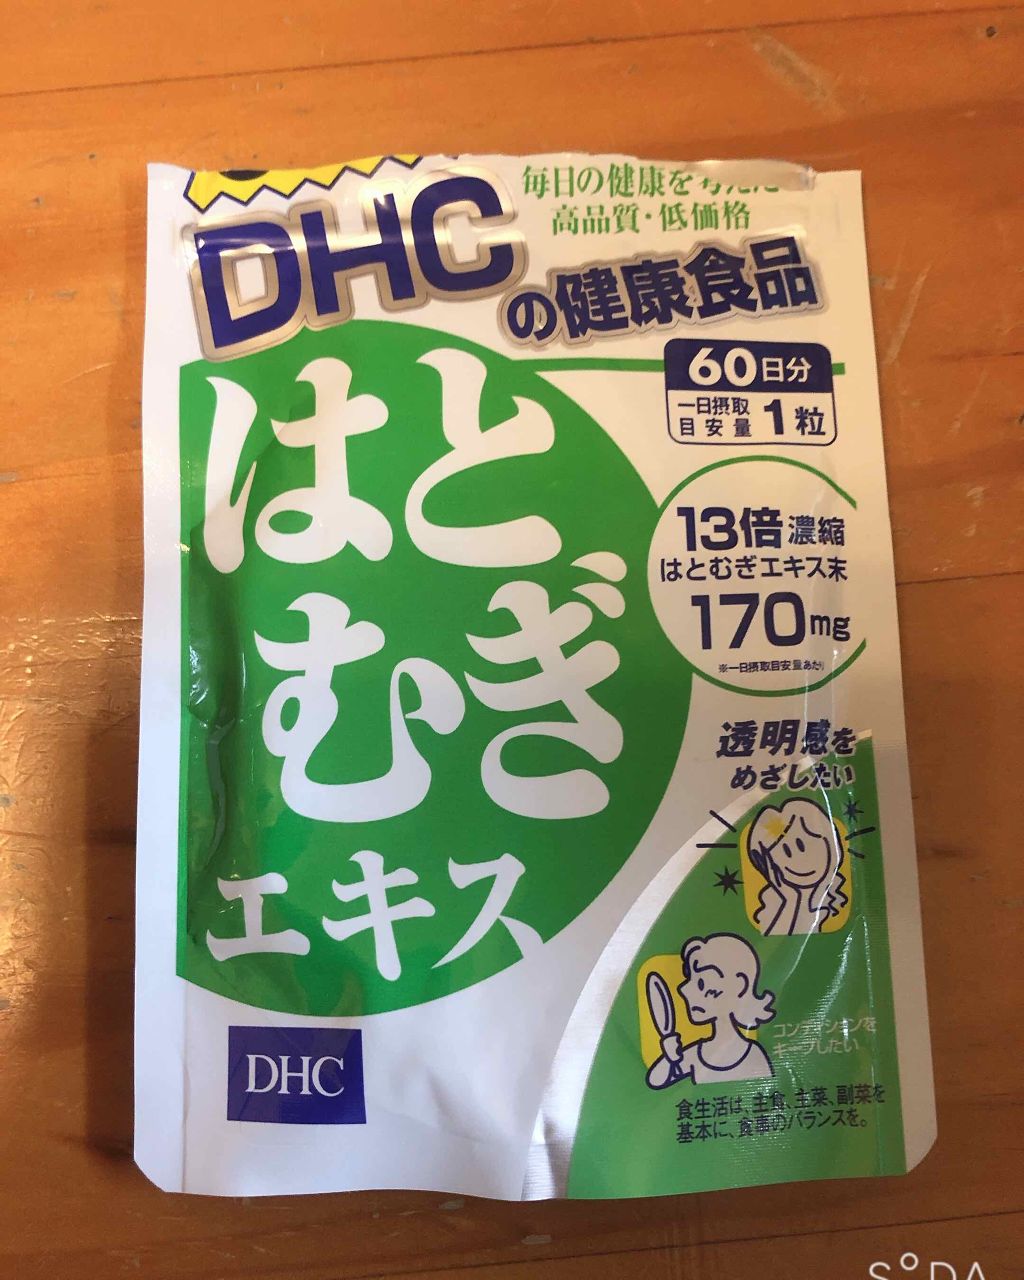 毎日の健康を考えた
高品質・低価格
DHC
の健康食品
60日分
一日摂取
目安量
1粒
はと
むぎ
エキス
13倍濃縮
はとむぎエキス末
170mg
※一日摂取目安量あたり
透明感を
めざしたい
コンディションを
キープしたい
DHC
食生活は、主食、主菜、副菜を
基本に、食事のバランスを。
SODA